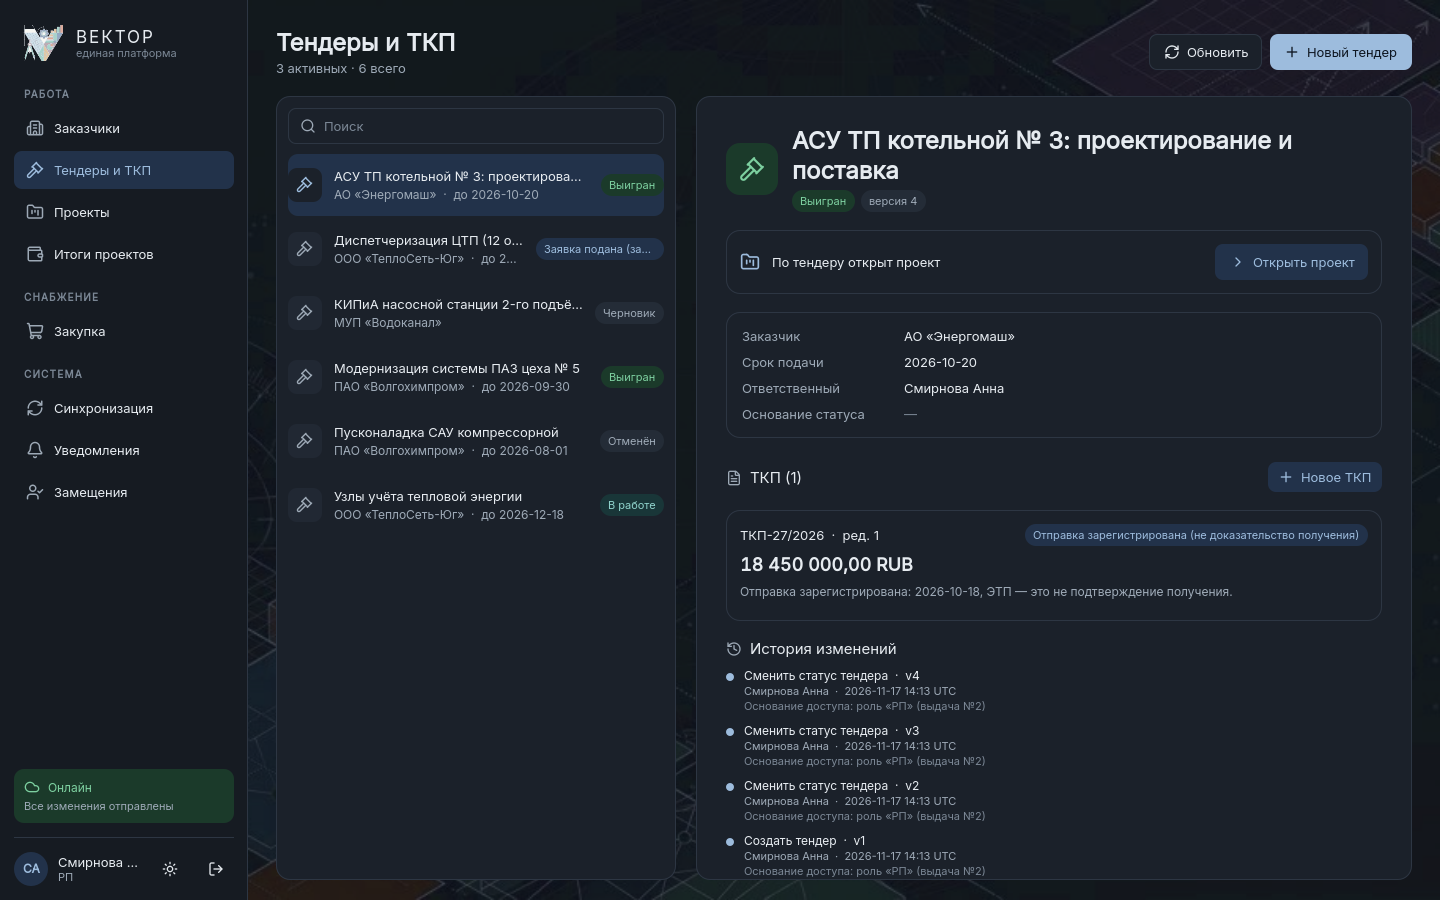 ВЕКТОР
единая платформа
РАБОТА
Заказчики
Тендеры и ТКП
Проекты
Итоги проектов
СНАБЖЕНИЕ
Закупка
СИСТЕМА
Синхронизация
Уведомления
Замещения
Онлайн
Все изменения отправлены
СА
Смирнова ...
РП
Тендеры и ТКП
3 активных · 6 всего
Обновить
Новый тендер
Поиск
АСУ ТП котельной № 3: проектирова...
АО «Энергомаш» · до 2026-10-20
Выигран
Диспетчеризация ЦТП (12 о...
ООО «ТеплоСеть-Юг» · до 2...
Заявка подана (за...
КИПиА насосной станции 2-го подъё...
МУП «Водоканал»
Черновик
Модернизация системы ПАЗ цеха № 5
ПАО «Волгохимпром» · до 2026-09-30
Выигран
Пусконаладка САУ компрессорной
ПАО «Волгохимпром» · до 2026-08-01
Отменён
Узлы учёта тепловой энергии
ООО «ТеплоСеть-Юг» · до 2026-12-18
В работе
АСУ ТП котельной № 3: проектирование и
поставка
Выигран
версия 4
По тендеру открыт проект
Открыть проект
Заказчик АО «Энергомаш»
Срок подачи 2026-10-20
Ответственный Смирнова Анна
Основание статуса —
ТКП (1)
Новое ТКП
ТКП-27/2026 · ред. 1
Отправка зарегистрирована (не доказательство получения)
18 450 000,00 RUB
Отправка зарегистрирована: 2026-10-18, ЭТП — это не подтверждение получения.
История изменений
Сменить статус тендера · v4
Смирнова Анна · 2026-11-17 14:13 UTC
Основание доступа: роль «РП» (выдача №2)
Сменить статус тендера · v3
Смирнова Анна · 2026-11-17 14:13 UTC
Основание доступа: роль «РП» (выдача №2)
Сменить статус тендера · v2
Смирнова Анна · 2026-11-17 14:13 UTC
Основание доступа: роль «РП» (выдача №2)
Создать тендер · v1
Смирнова Анна · 2026-11-17 14:13 UTC
Основание доступа: роль «РП» (выдача №2)